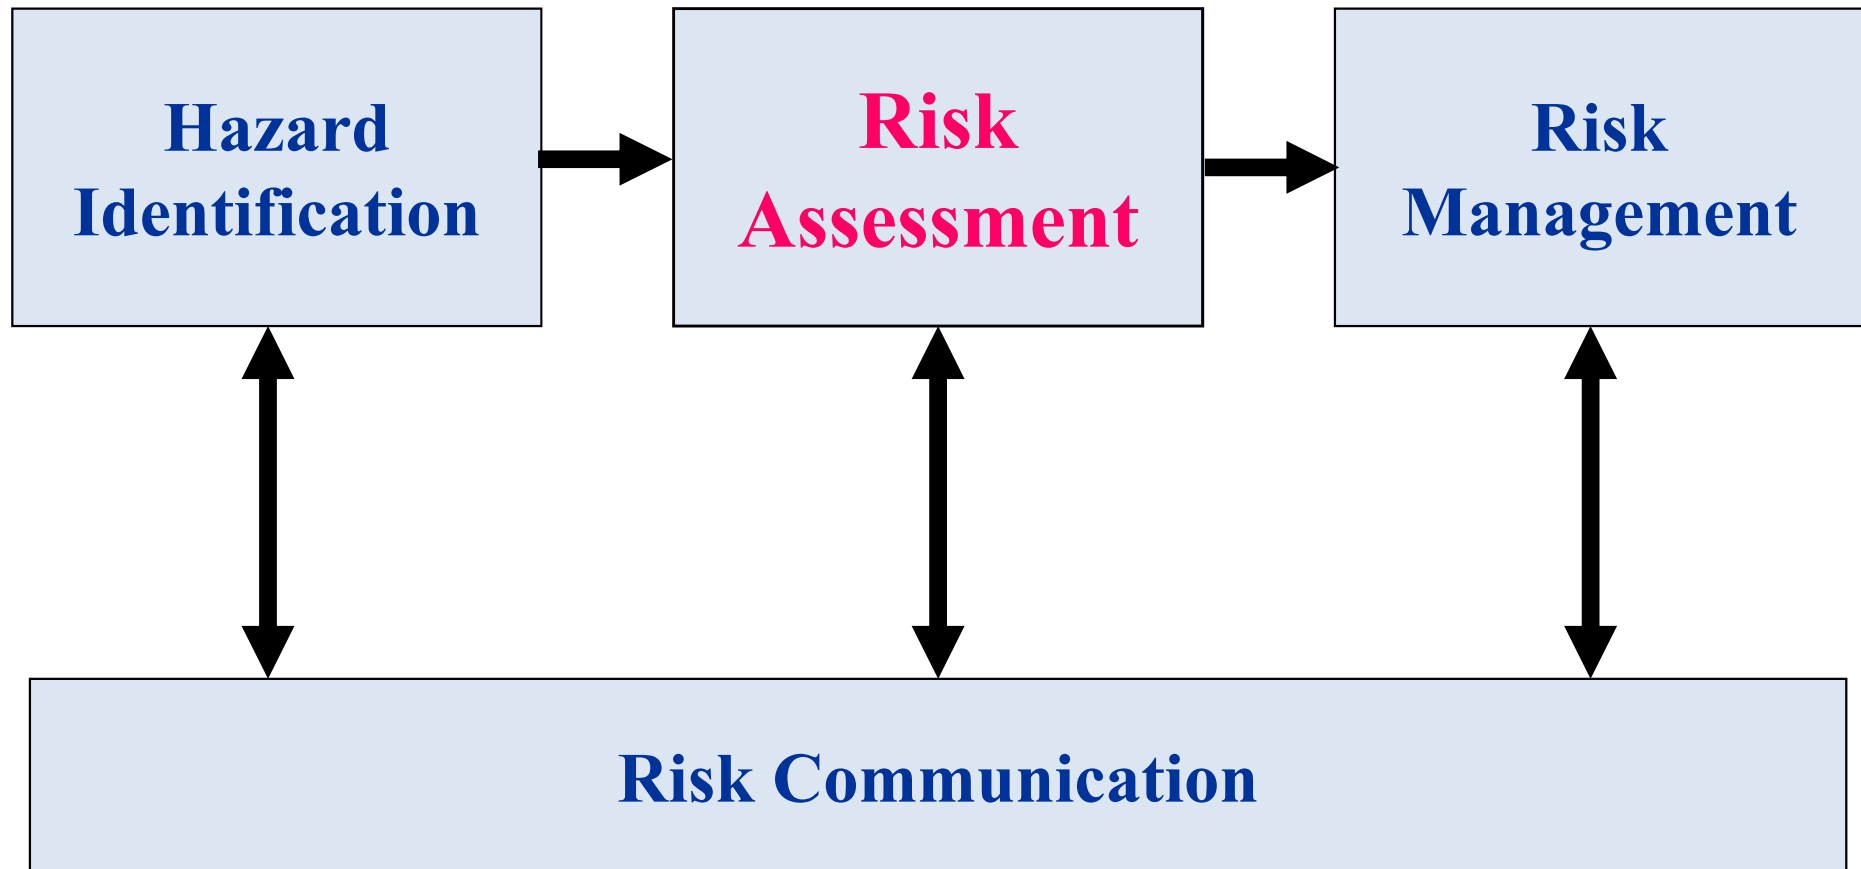 Hazard
Identification
Risk
Assessment
Risk
Management
Risk Communication